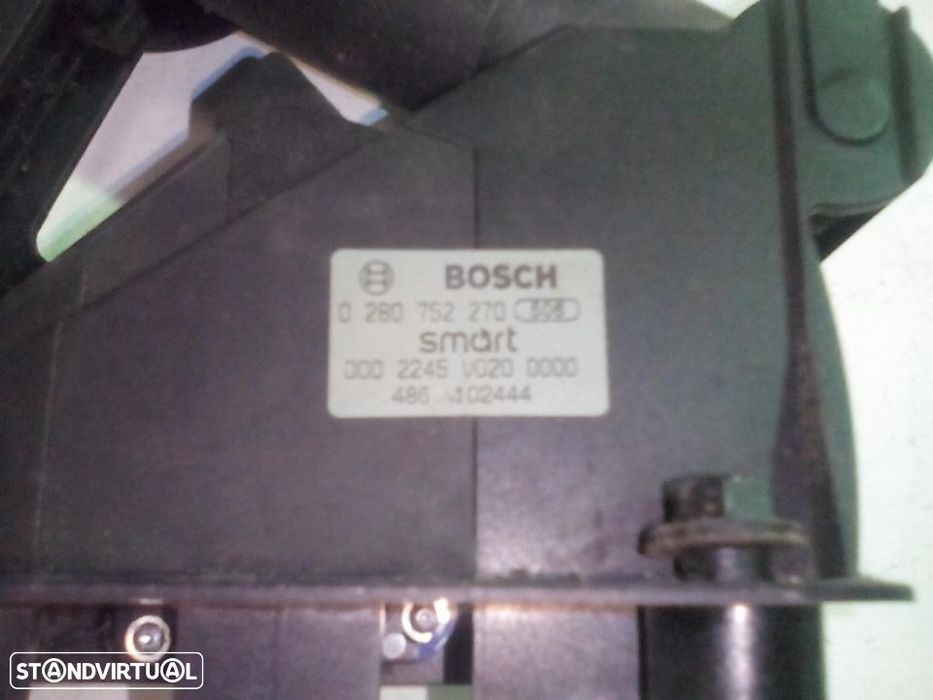 BOSCH
0 280 752 270
smart
000 2245 V020 0000
486 102444
STANDVIRTUAL